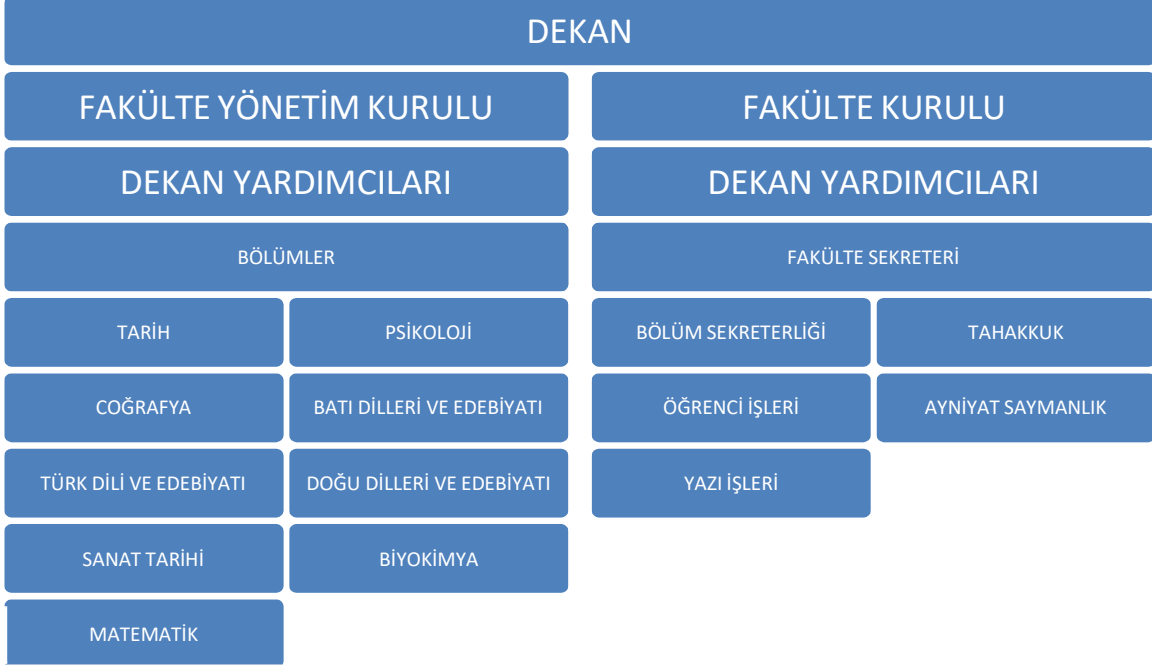 DEKAN
FAKÜLTE YÖNETİM KURULU
FAKÜLTE KURULU
DEKAN YARDIMCILARI
DEKAN YARDIMCILARI
BÖLÜMLER
FAKÜLTE SEKRETERİ
TARİH
PSİKOLOJİ
BÖLÜM SEKRETERLİĞİ
TAHAKKUK
COĞRAFYA
BATI DİLLERİ VE EDEBİYATI
ÖĞRENCİ İŞLERİ
AYNİYAT SAYMANLIK
TÜRK DİLİ VE EDEBİYATI
DOĞU DİLLERİ VE EDEBİYATI
YAZI İŞLERİ
SANAT TARİHİ
BİYOKİMYA
MATEMATİK